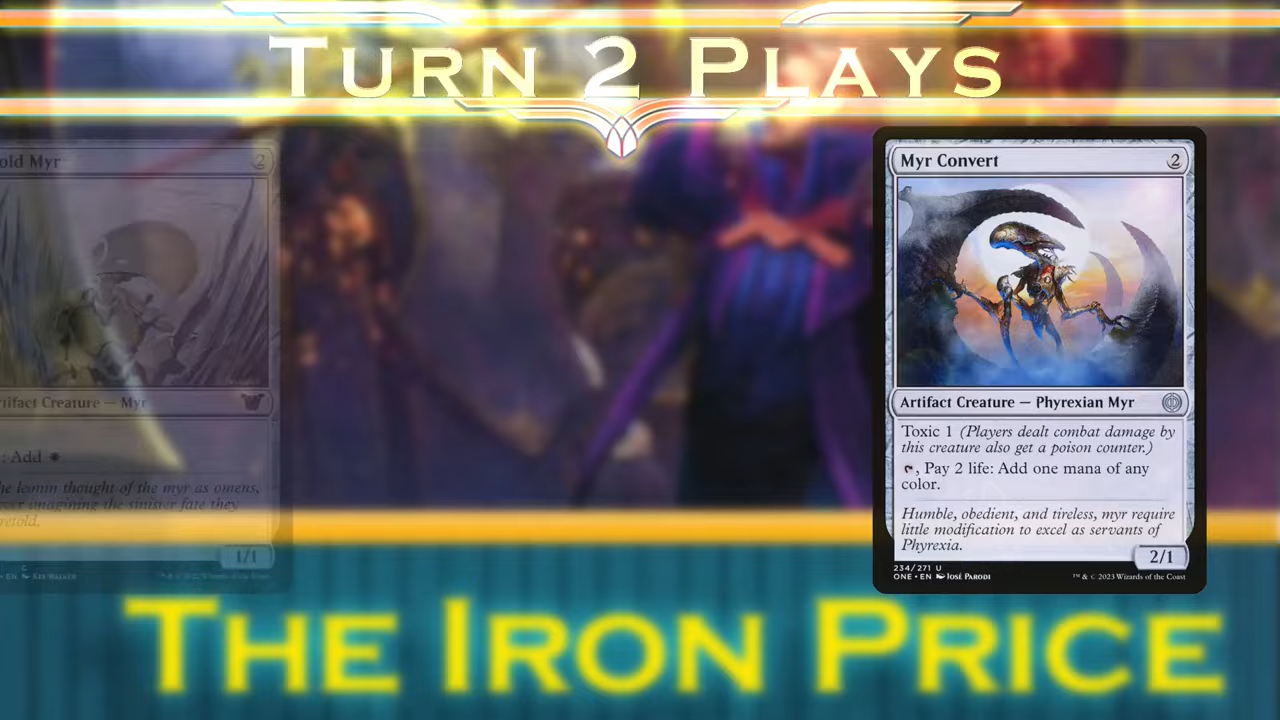 TURN 2 PLAYS
old Myr
2
Artifact Creature — Myr
: Add
he leonin thought of the myr as omens,
ver imagining the sinister fate they
retold.
1/1
Myr Convert
2
Artifact Creature — Phyrexian Myr
Toxic 1 (Players dealt combat damage by
this creature also get a poison counter.)
, Pay 2 life: Add one mana of any
color.
Humble, obedient, and tireless, myr require
little modification to excel as servants of
Phyrexia.
2/1
234/271 U
ONE • EN José Parodi
™ & © 2023 Wizards of the Coast
THE IRON PRICE